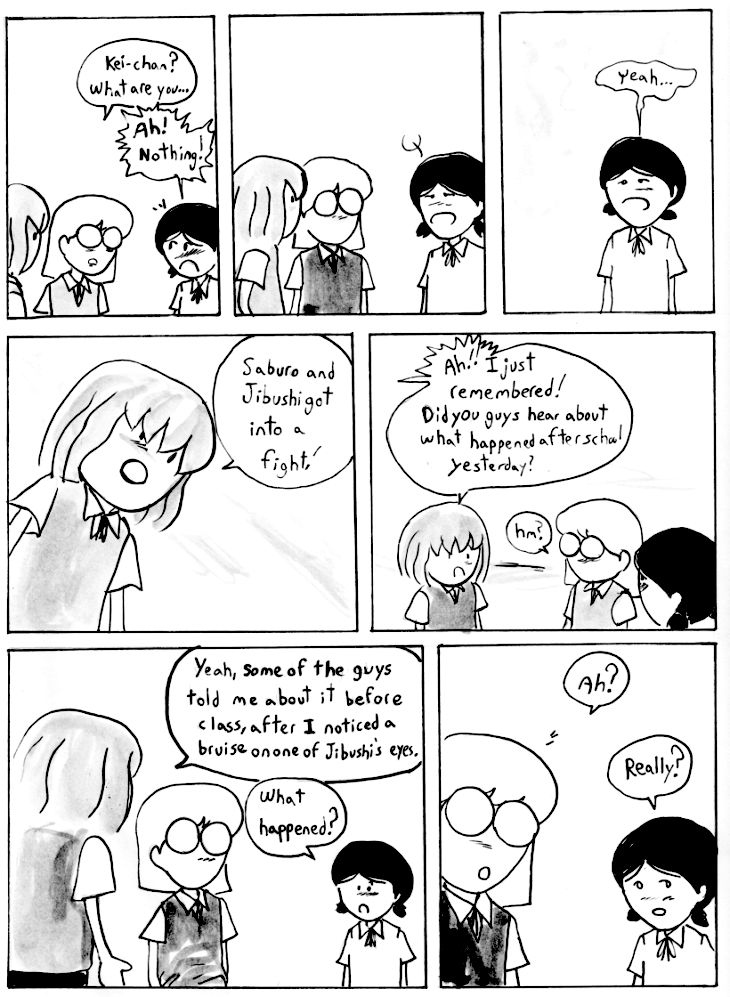 Yeah...
Kei-chan?
What are you...
Ah!
Nothing!
Ah!! I just
remembered!
Did you guys hear about
what happened after school
yesterday?
hm?
Saburo and
Jibushi got
into a
fight!
Ah?
Really?
Yeah, some of the guys
told me about it before
class, after I noticed a
bruise on one of Jibushi's eyes.
What
happened?